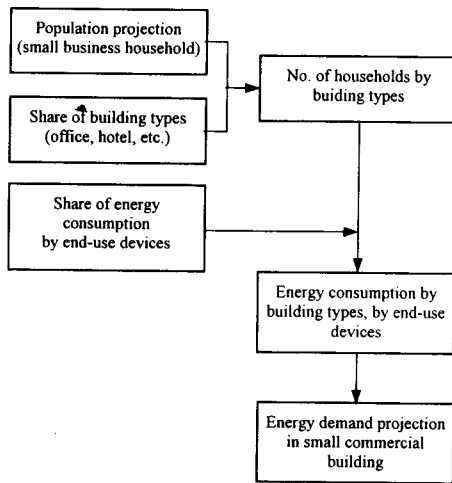 Population projection
(small business household)
No. of households by
buiding types
Share of building types
(office, hotel, etc.)
Share of energy
consumption
by end-use devices
Energy consumption by
building types, by end-use
devices
Energy demand projection
in small commercial
building